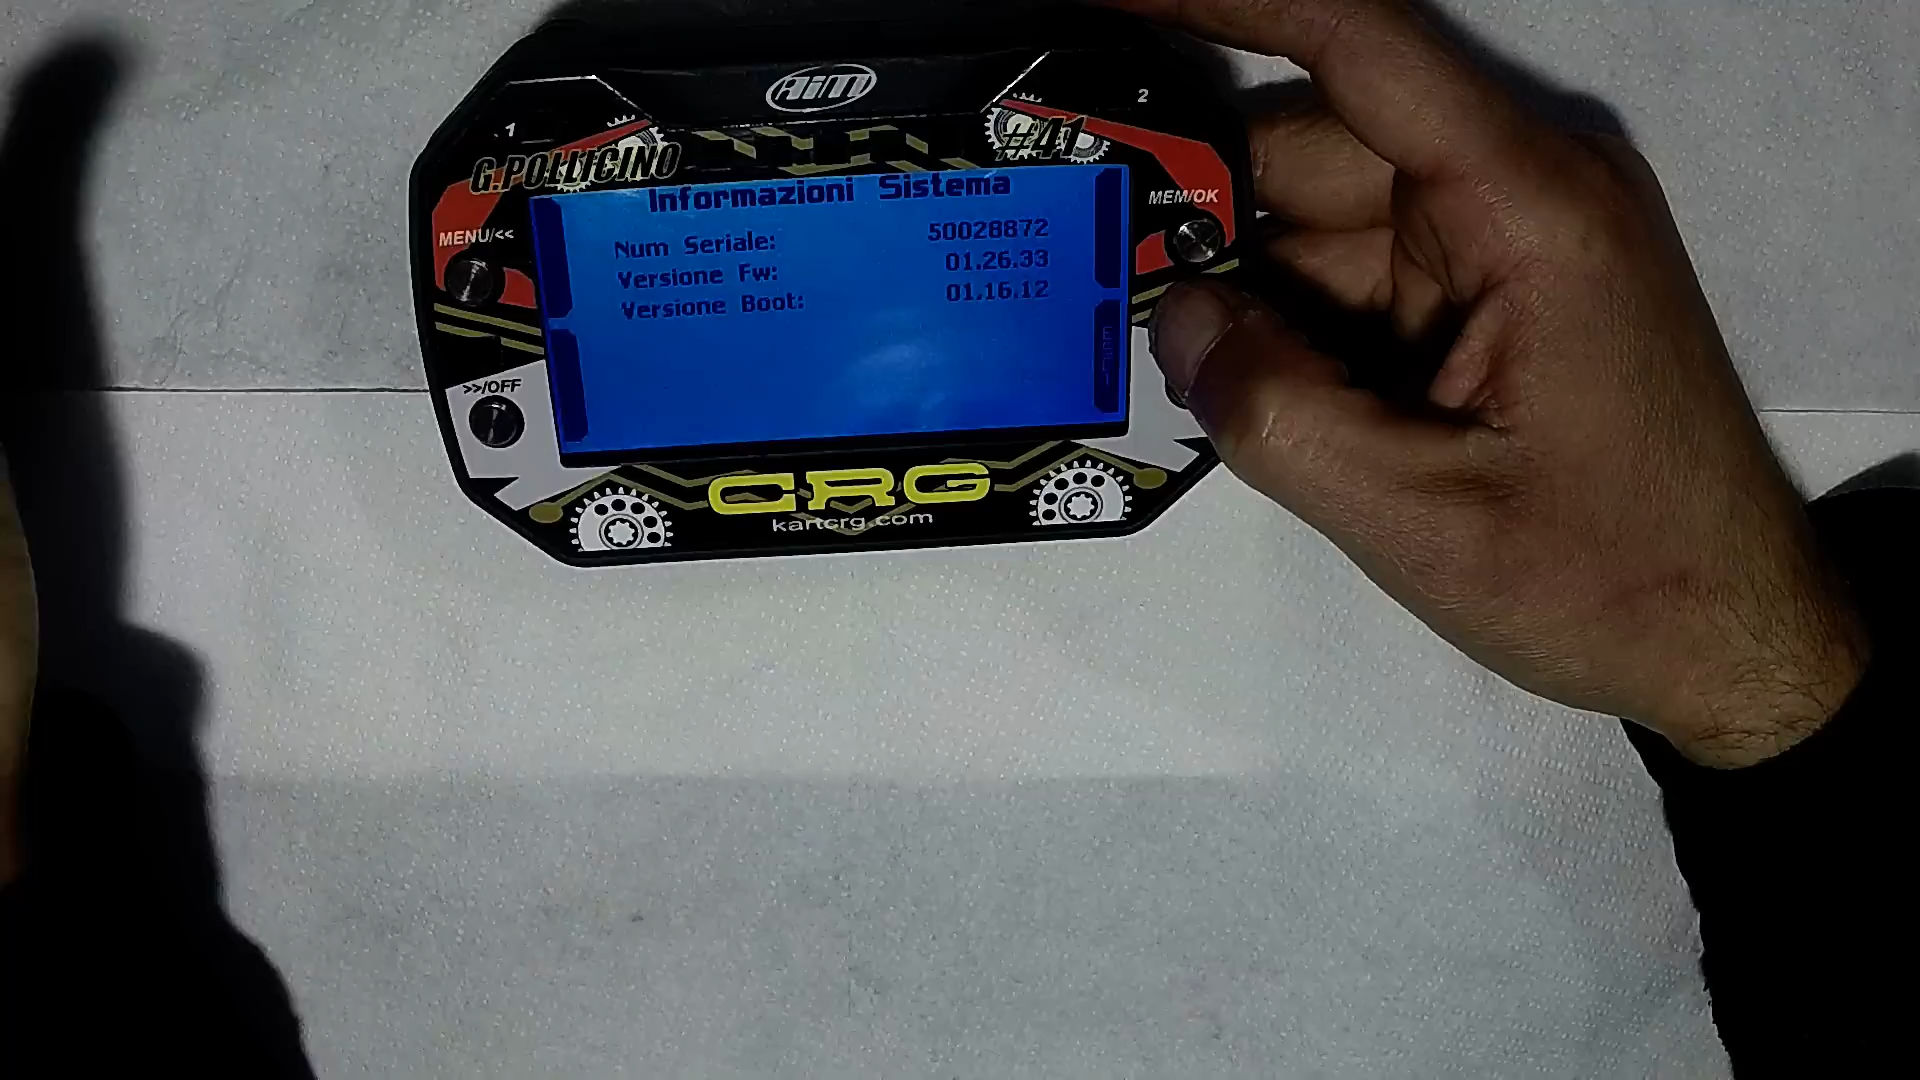 AiM
1
2
G.POLLICINO
#41
MENU/<<
MEM/OK
Informazioni Sistema
Num Seriale: 50028872
Versione Fw: 01.26.33
Versione Boot: 01.16.12
>>/OFF
CRG
kartcrg.com